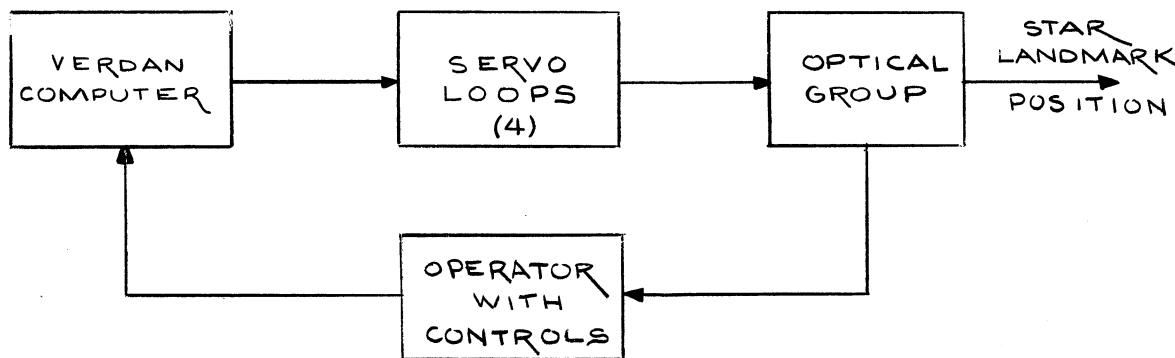 VERDAN
COMPUTER
SERVO
LOOPS
(4)
OPTICAL
GROUP
STAR
LANDMARK
POSITION
OPERATOR
WITH
CONTROLS